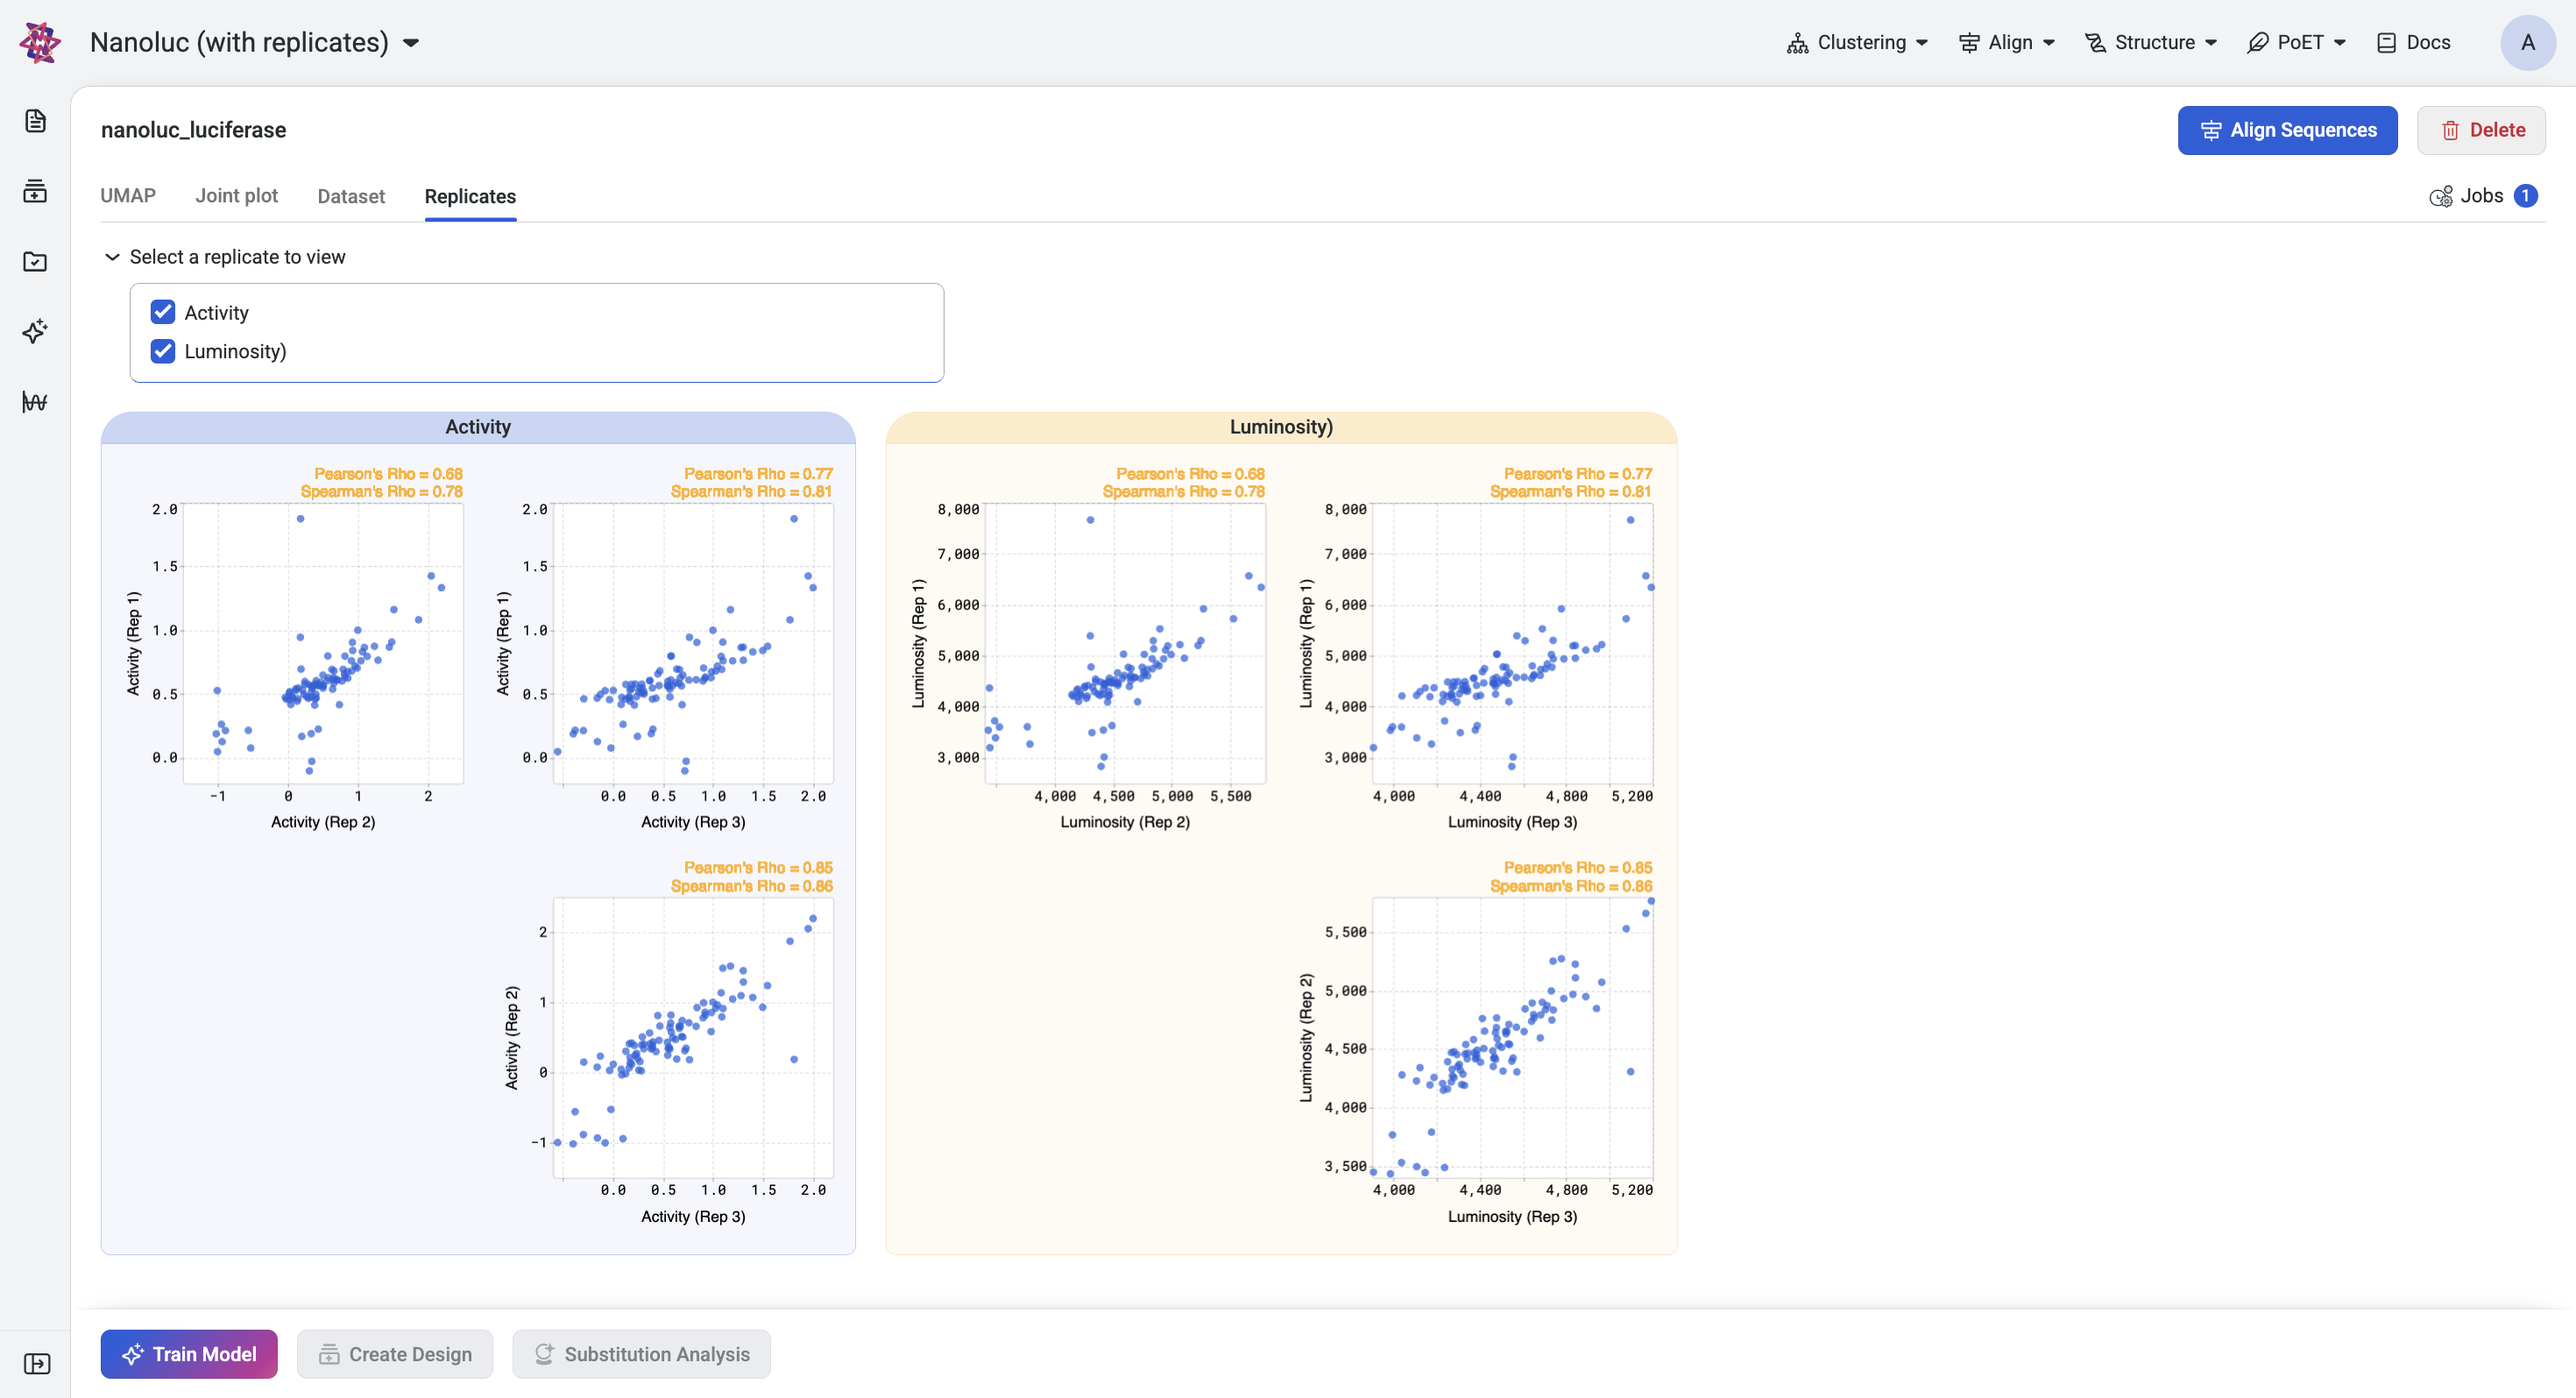 Nanoluc (with replicates)
Clustering
Align
Structure
PoET
Docs
A
nanoluc_luciferase
Align Sequences
Delete
UMAP
Joint plot
Dataset
Replicates
Jobs
1
Select a replicate to view
Activity
Luminosity)
Activity
Pearson's Rho = 0.68
Spearman's Rho = 0.78
2.0
1.5
1.0
0.5
0.0
Activity (Rep 1)
-1 0 1 2
Activity (Rep 2)
Pearson's Rho = 0.77
Spearman's Rho = 0.81
2.0
1.5
1.0
0.5
0.0
Activity (Rep 1)
0.0 0.5 1.0 1.5 2.0
Activity (Rep 3)
Pearson's Rho = 0.85
Spearman's Rho = 0.86
2
1
0
-1
Activity (Rep 2)
0.0 0.5 1.0 1.5 2.0
Activity (Rep 3)
Luminosity)
Pearson's Rho = 0.68
Spearman's Rho = 0.78
8,000
7,000
6,000
5,000
4,000
3,000
Luminosity (Rep 1)
4,000 4,500 5,000 5,500
Luminosity (Rep 2)
Pearson's Rho = 0.77
Spearman's Rho = 0.81
8,000
7,000
6,000
5,000
4,000
3,000
Luminosity (Rep 1)
4,000 4,400 4,800 5,200
Luminosity (Rep 3)
Pearson's Rho = 0.85
Spearman's Rho = 0.86
5,500
5,000
4,500
4,000
3,500
Luminosity (Rep 2)
4,000 4,400 4,800 5,200
Luminosity (Rep 3)
Train Model
Create Design
Substitution Analysis